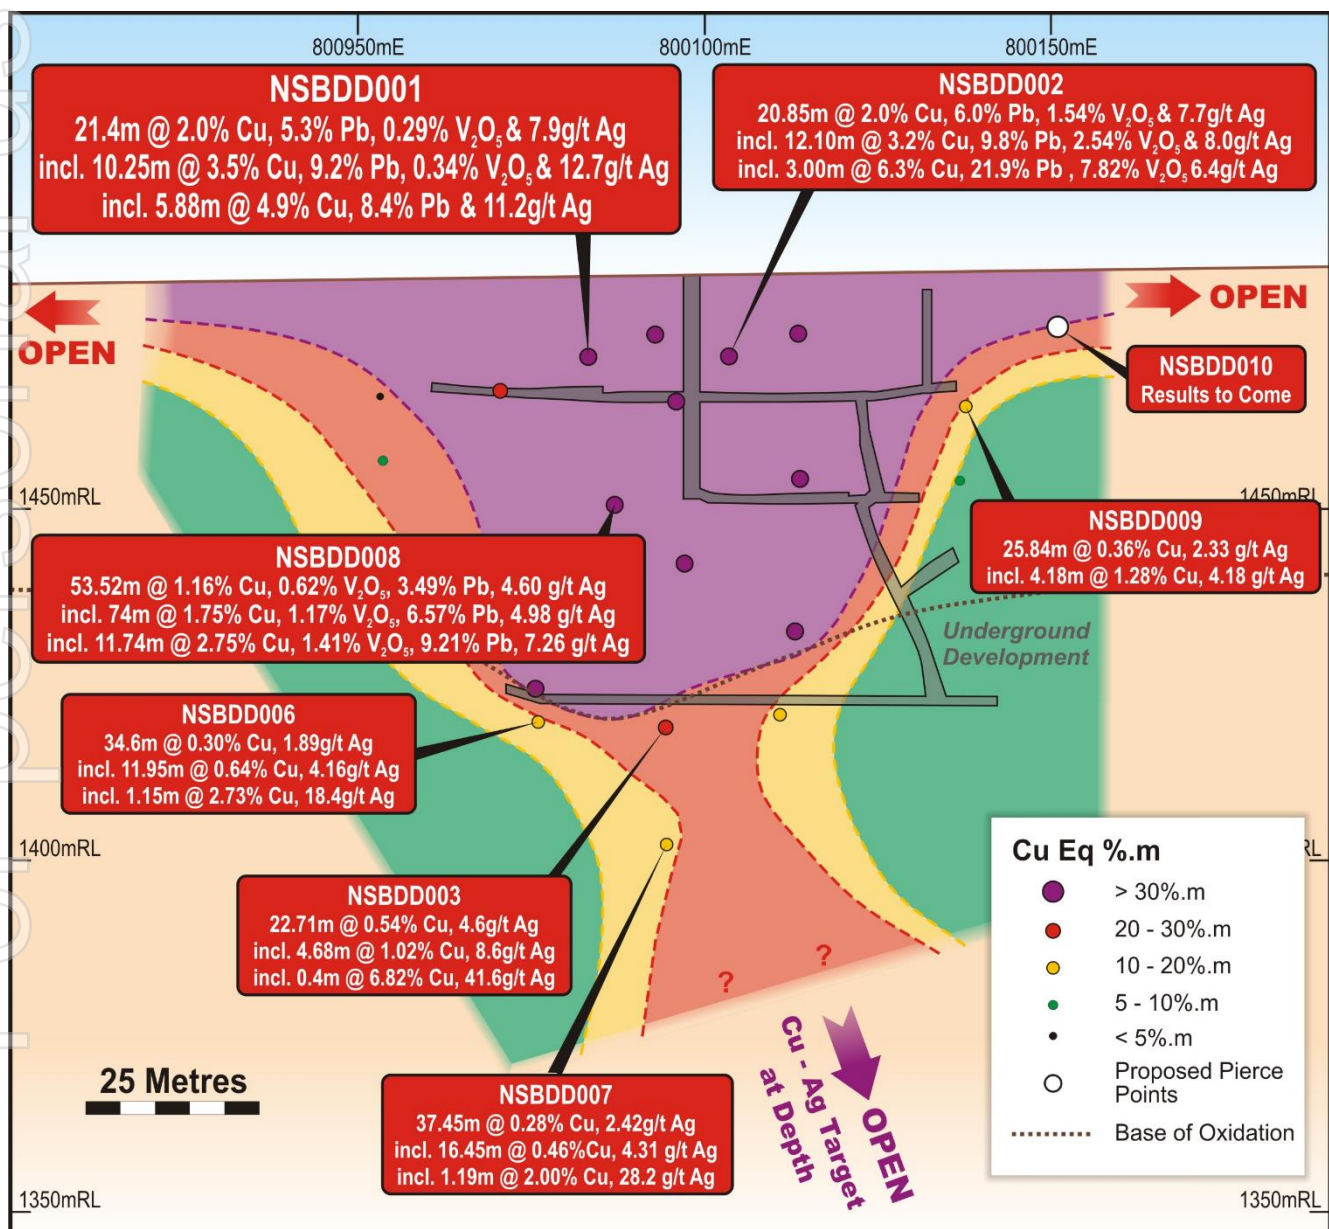 800950mE
800100mE
800150mE
NSBDD001
21.4m @ 2.0% Cu, 5.3% Pb, 0.29% V₂O₅ & 7.9g/t Ag
incl. 10.25m @ 3.5% Cu, 9.2% Pb, 0.34% V₂O₅ & 12.7g/t Ag
incl. 5.88m @ 4.9% Cu, 8.4% Pb & 11.2g/t Ag
NSBDD002
20.85m @ 2.0% Cu, 6.0% Pb, 1.54% V₂O₅ & 7.7g/t Ag
incl. 12.10m @ 3.2% Cu, 9.8% Pb, 2.54% V₂O₅ & 8.0g/t Ag
incl. 3.00m @ 6.3% Cu, 21.9% Pb , 7.82% V₂O₅ 6.4g/t Ag
OPEN
OPEN
NSBDD010
Results to Come
1450mRL
1450mRL
NSBDD009
25.84m @ 0.36% Cu, 2.33 g/t Ag
incl. 4.18m @ 1.28% Cu, 4.18 g/t Ag
NSBDD008
53.52m @ 1.16% Cu, 0.62% V₂O₅, 3.49% Pb, 4.60 g/t Ag
incl. 74m @ 1.75% Cu, 1.17% V₂O₅, 6.57% Pb, 4.98 g/t Ag
incl. 11.74m @ 2.75% Cu, 1.41% V₂O₅, 9.21% Pb, 7.26 g/t Ag
Underground
Development
NSBDD006
34.6m @ 0.30% Cu, 1.89g/t Ag
incl. 11.95m @ 0.64% Cu, 4.16g/t Ag
incl. 1.15m @ 2.73% Cu, 18.4g/t Ag
1400mRL
RL
NSBDD003
22.71m @ 0.54% Cu, 4.6g/t Ag
incl. 4.68m @ 1.02% Cu, 8.6g/t Ag
incl. 0.4m @ 6.82% Cu, 41.6g/t Ag
? ?
Cu - Ag Target
at Depth
OPEN
25 Metres
NSBDD007
37.45m @ 0.28% Cu, 2.42g/t Ag
incl. 16.45m @ 0.46%Cu, 4.31 g/t Ag
incl. 1.19m @ 2.00% Cu, 28.2 g/t Ag
Cu Eq %.m
> 30%.m
20 - 30%.m
10 - 20%.m
5 - 10%.m
< 5%.m
Proposed Pierce
Points
Base of Oxidation
1350mRL
1350mRL